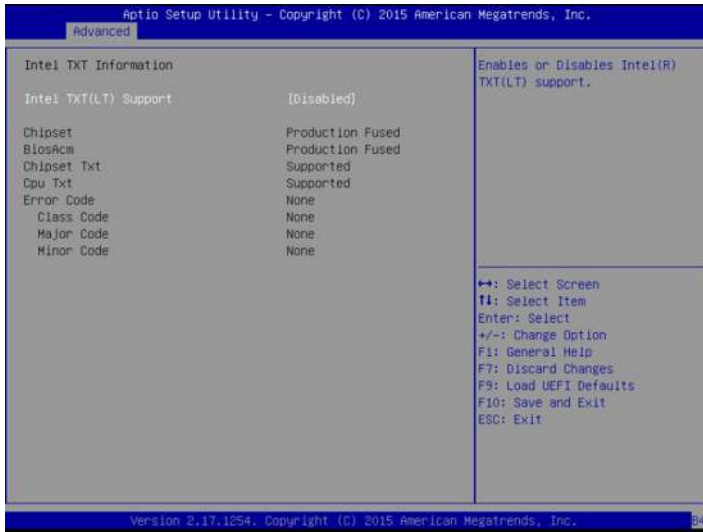 Aptio Setup Utility – Copyright (C) 2015 American Megatrends, Inc.
Advanced
Intel TXT Information
Intel TXT(LT) Support [Disabled]
Chipset Production Fused
BiosAcm Production Fused
Chipset Txt Supported
Cpu Txt Supported
Error Code None
Class Code None
Major Code None
Minor Code None
Enables or Disables Intel(R)
TXT(LT) support.
↔: Select Screen
↑↓: Select Item
Enter: Select
+/-: Change Option
F1: General Help
F7: Discard Changes
F9: Load UEFI Defaults
F10: Save and Exit
ESC: Exit
Version 2.17.1254. Copyright (C) 2015 American Megatrends, Inc.